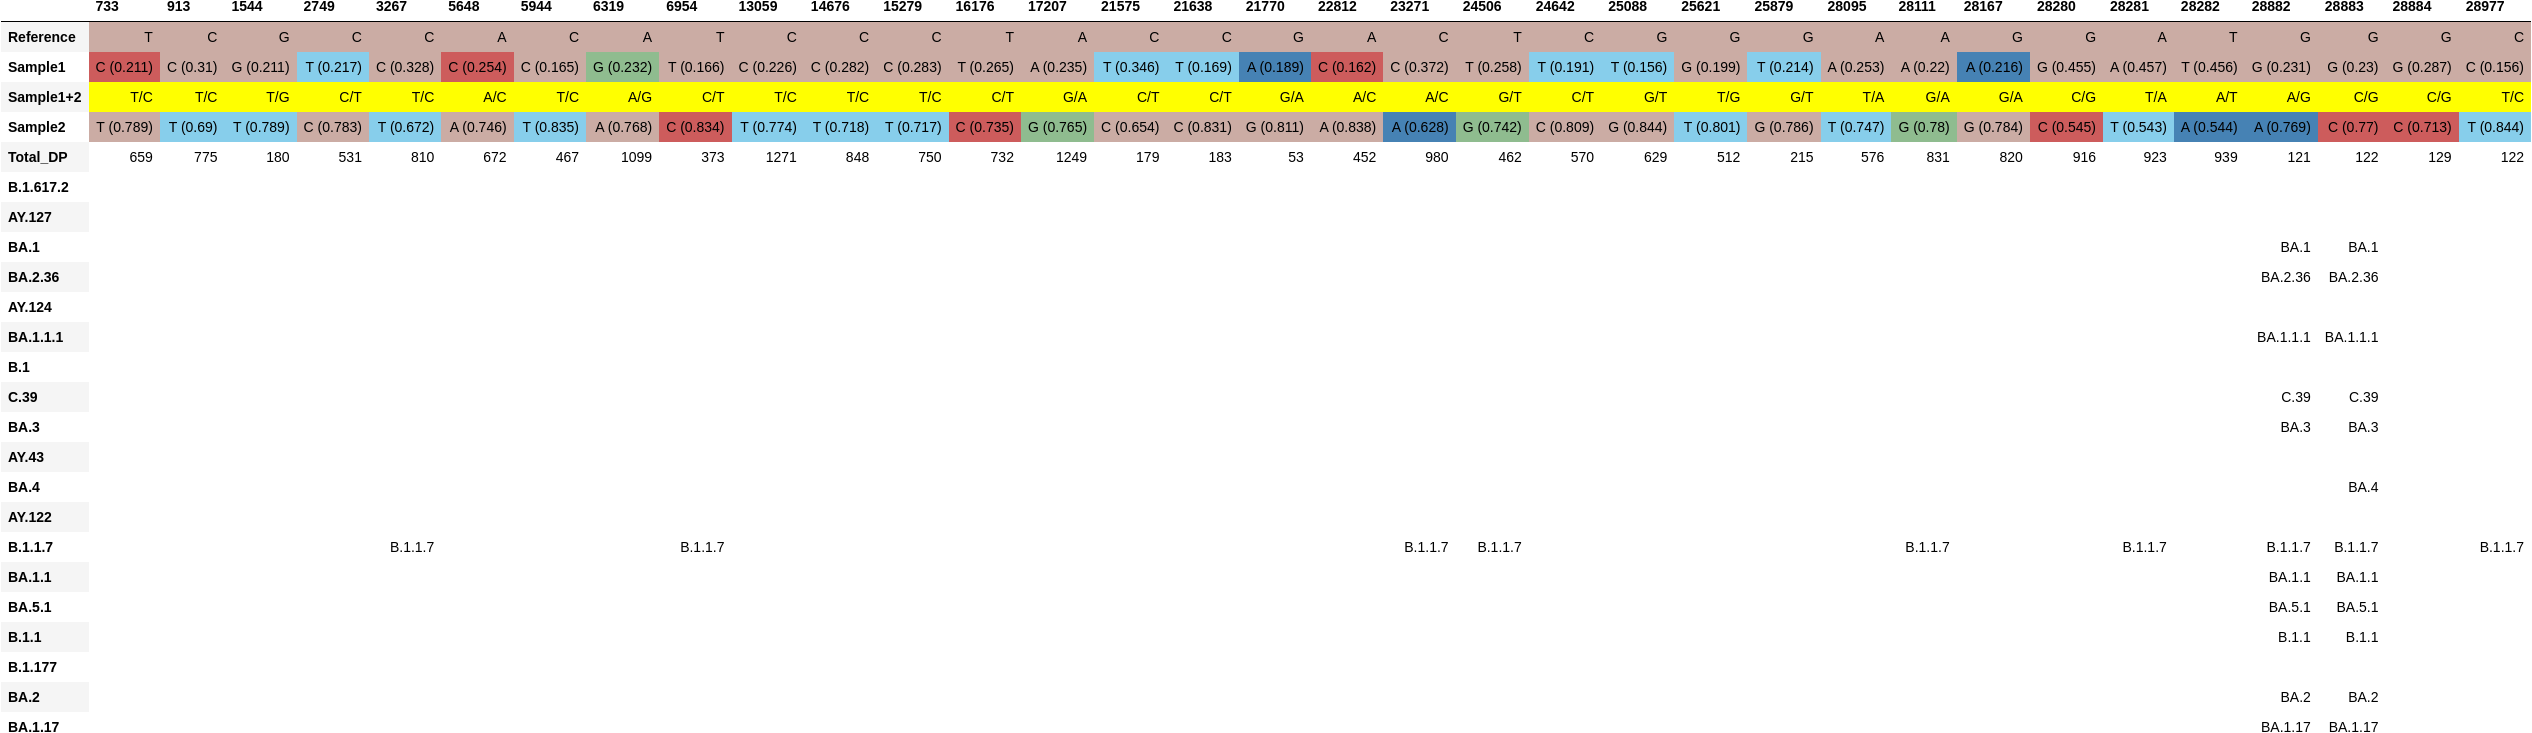 733 913 1544 2749 3267 5648 5944 6319 6954 13059 14676 15279 16176 17207 21575 21638 21770 22812 23271 24506 24642 25088 25621 25879 28095 28111 28167 28280 28281 28282 28882 28883 28884 28977
Reference T C G C C A C A T C C C T A C C G A C T C G G G A A G G A T G G G C
Sample1 C (0.211) C (0.31) G (0.211) T (0.217) C (0.328) C (0.254) C (0.165) G (0.232) T (0.166) C (0.226) C (0.282) C (0.283) T (0.265) A (0.235) T (0.346) T (0.169) A (0.189) C (0.162) C (0.372) T (0.258) T (0.191) T (0.156) G (0.199) T (0.214) A (0.253) A (0.22) A (0.216) G (0.455) A (0.457) T (0.456) G (0.231) G (0.23) G (0.287) C (0.156)
Sample1+2 T/C T/C T/G C/T T/C A/C T/C A/G C/T T/C T/C T/C C/T G/A C/T C/T G/A A/C A/C G/T C/T G/T T/G G/T T/A G/A G/A C/G T/A A/T A/G C/G C/G T/C
Sample2 T (0.789) T (0.69) T (0.789) C (0.783) T (0.672) A (0.746) T (0.835) A (0.768) C (0.834) T (0.774) T (0.718) T (0.717) C (0.735) G (0.765) C (0.654) C (0.831) G (0.811) A (0.838) A (0.628) G (0.742) C (0.809) G (0.844) T (0.801) G (0.786) T (0.747) G (0.78) G (0.784) C (0.545) T (0.543) A (0.544) A (0.769) C (0.77) C (0.713) T (0.844)
Total_DP 659 775 180 531 810 672 467 1099 373 1271 848 750 732 1249 179 183 53 452 980 462 570 629 512 215 576 831 820 916 923 939 121 122 129 122
B.1.617.2
AY.127
BA.1 BA.1 BA.1
BA.2.36 BA.2.36 BA.2.36
AY.124
BA.1.1.1 BA.1.1.1 BA.1.1.1
B.1
C.39 C.39 C.39
BA.3 BA.3 BA.3
AY.43
BA.4 BA.4
AY.122
B.1.1.7 B.1.1.7 B.1.1.7 B.1.1.7 B.1.1.7 B.1.1.7 B.1.1.7 B.1.1.7 B.1.1.7 B.1.1.7
BA.1.1 BA.1.1 BA.1.1
BA.5.1 BA.5.1 BA.5.1
B.1.1 B.1.1 B.1.1
B.1.177
BA.2 BA.2 BA.2
BA.1.17 BA.1.17 BA.1.17